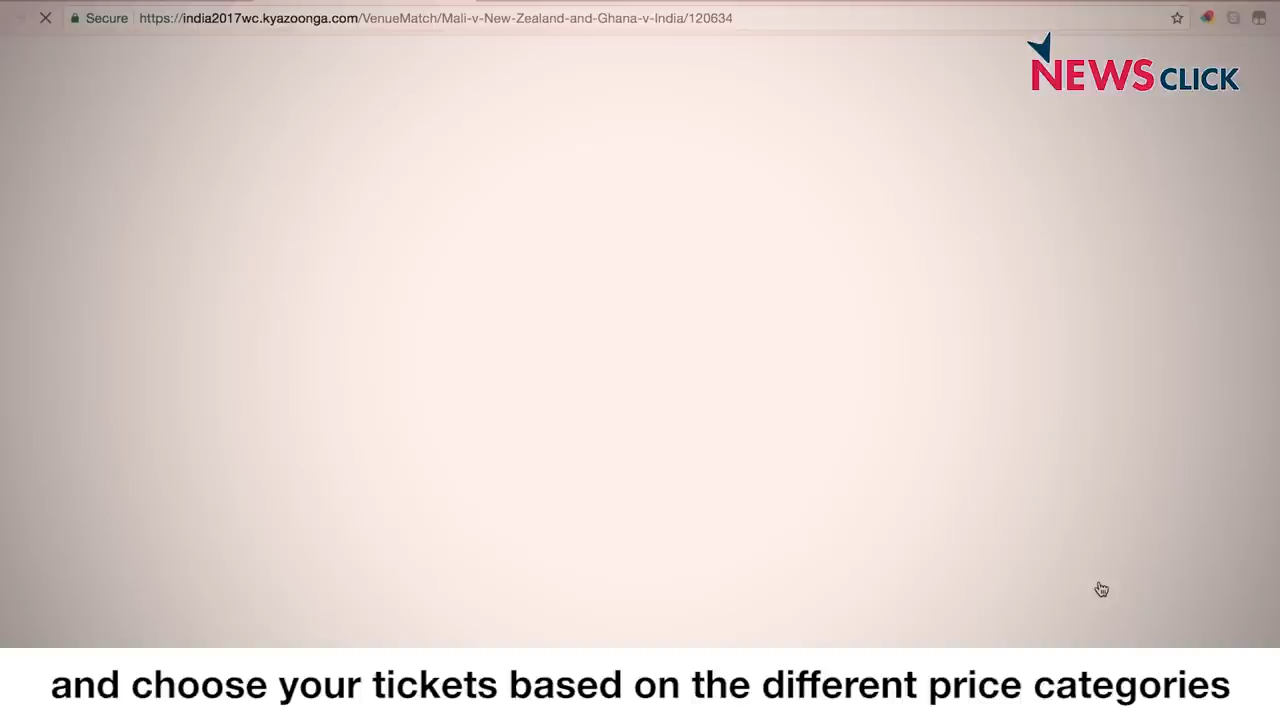 Secure https://india2017wc.kyazoonga.com/VenueMatch/Mali-v-New-Zealand-and-Ghana-v-India/120634
NEWS CLICK
and choose your tickets based on the different price categories